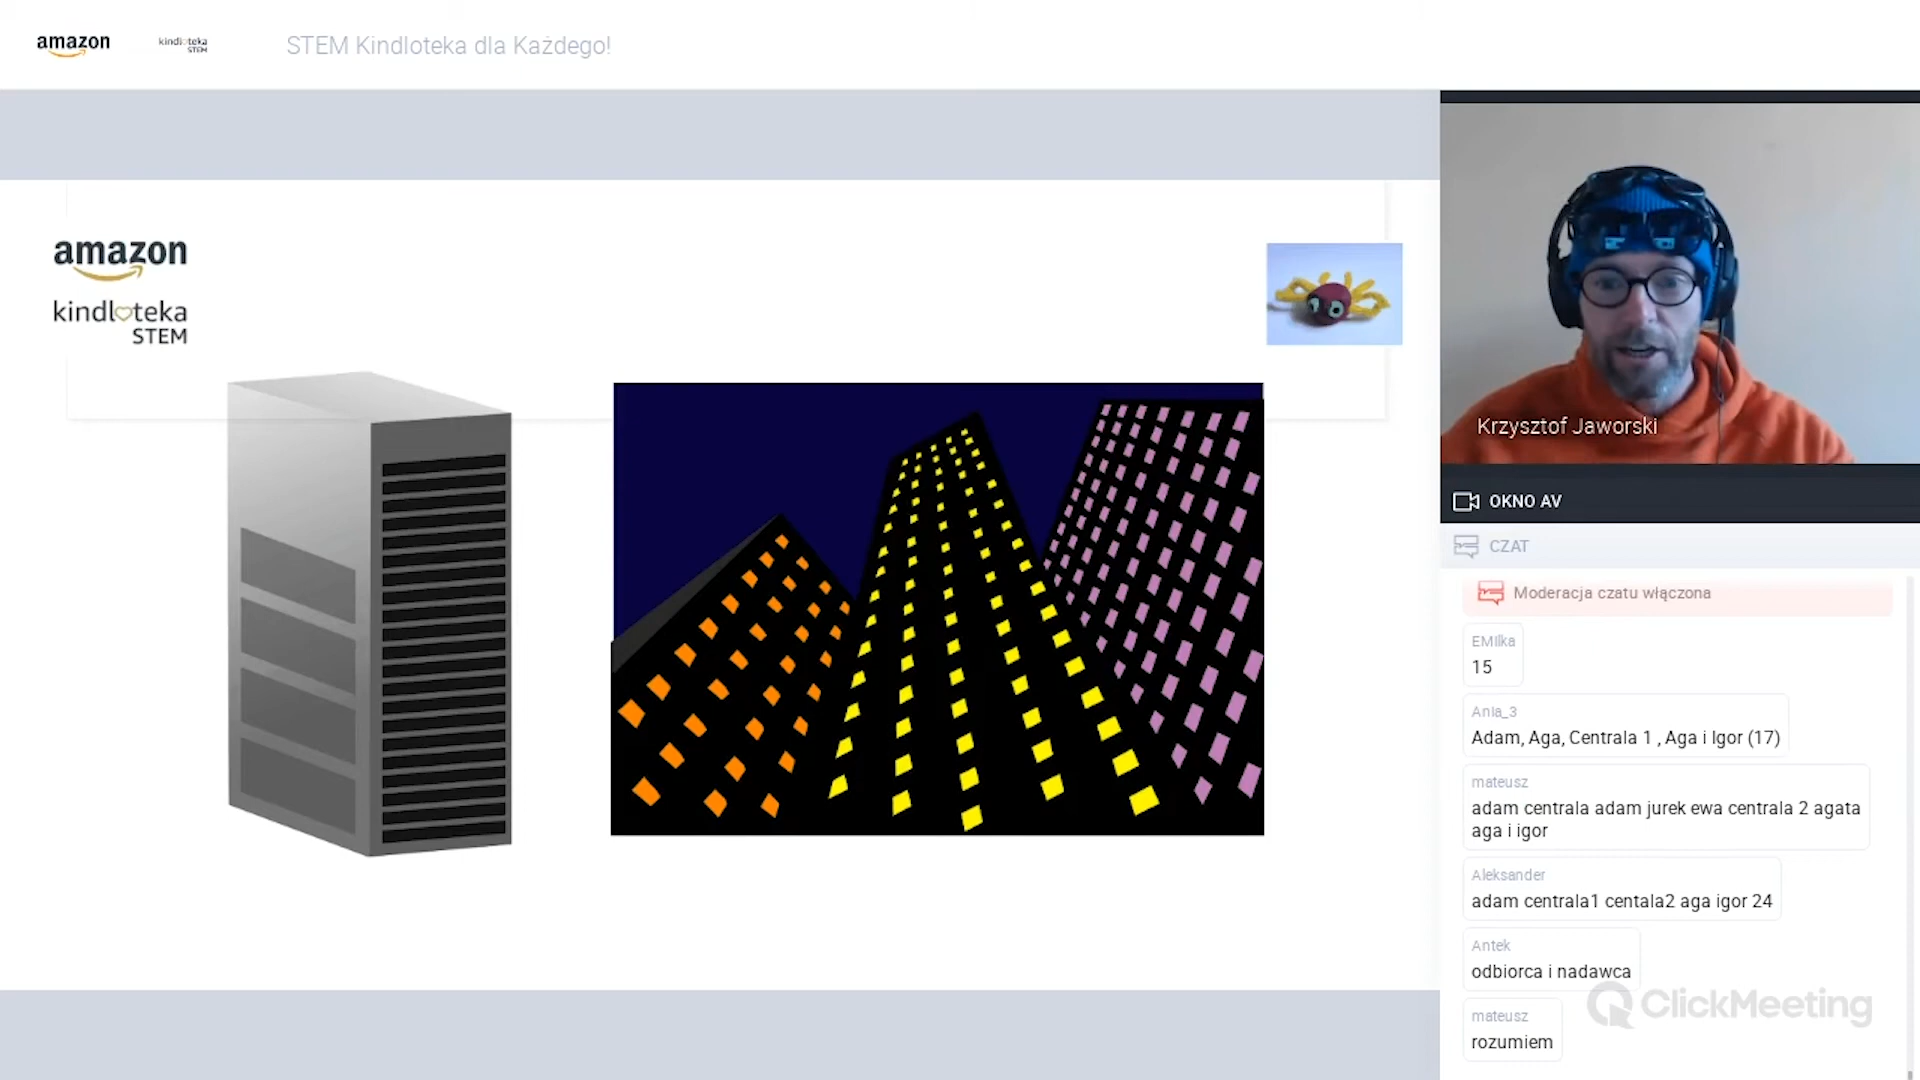 amazon
kindloteka
STEM
STEM Kindloteka dla Każdego!
amazon
kindloteka
STEM
Krzysztof Jaworski
OKNO AV
CZAT
Moderacja czatu włączona
EMilka
15
Ania_3
Adam, Aga, Centrala 1 , Aga i Igor (17)
mateusz
adam centrala adam jurek ewa centrala 2 agata
aga i igor
Aleksander
adam centrala1 centala2 aga igor 24
Antek
odbiorca i nadawca
mateusz
rozumiem
ClickMeeting